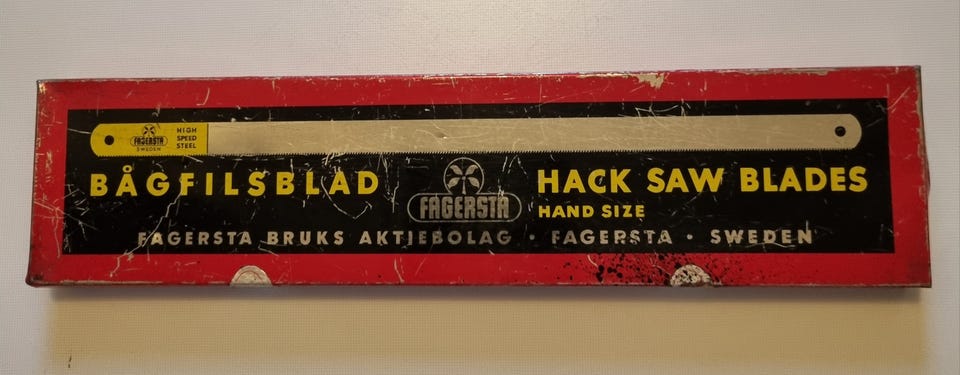 FAGERSTA
SWEDEN
HIGH
SPEED
STEEL
BÅGFILSBLAD
FAGERSTA
HACK SAW BLADES
HAND SIZE
FAGERSTA BRUKS AKTIEBOLAG · FAGERSTA · SWEDEN